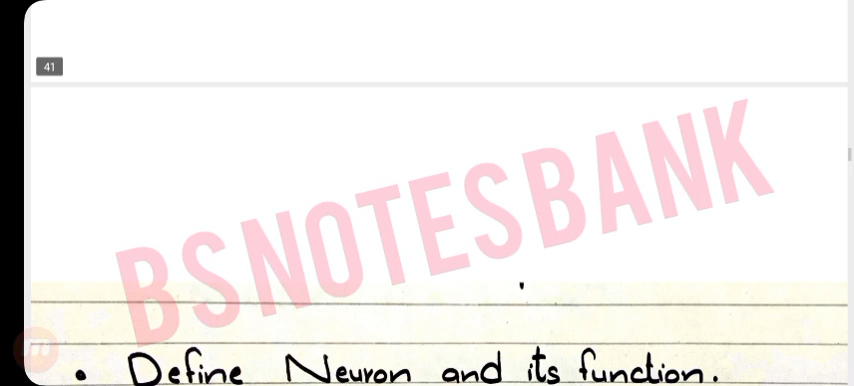 41
BSNOTESBANK
• Define Neuron and its function.